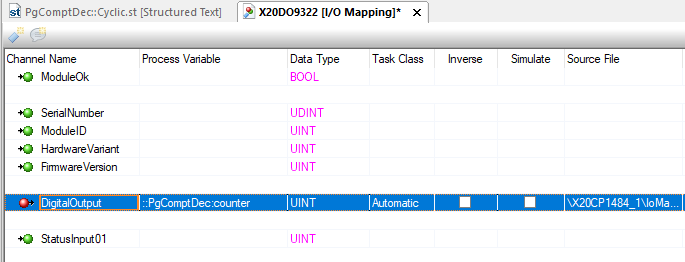 PgComptDec::Cyclic.st [Structured Text] X20DO9322 [I/O Mapping]*
Channel Name Process Variable Data Type Task Class Inverse Simulate Source File
ModuleOk BOOL
SerialNumber UDINT
ModuleID UINT
HardwareVariant UINT
FirmwareVersion UINT
DigitalOutput ::PgComptDec:counter UINT Automatic \X20CP1484_1\IoMa...
StatusInput01 UINT